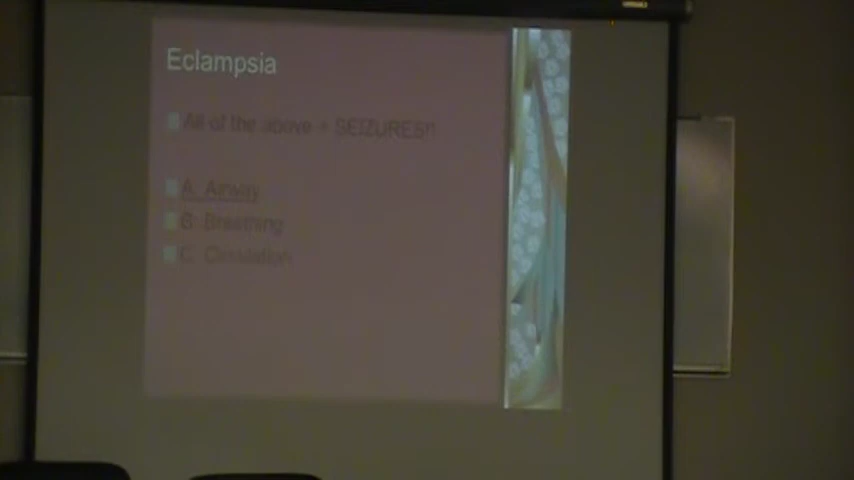 Eclampsia
All of the above + SEIZURES!!
A: Airway
B: Breathing
C: Circulation